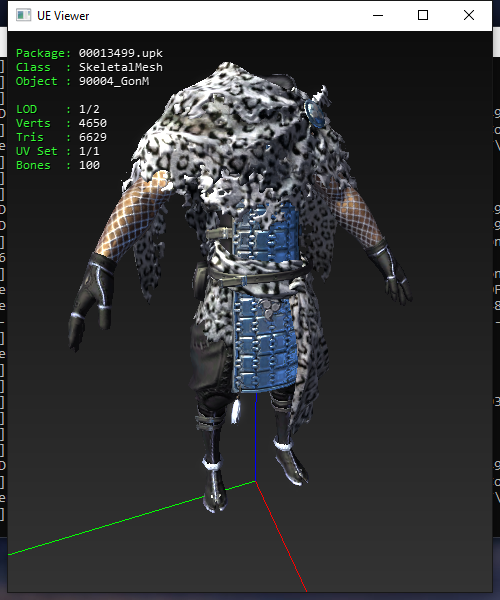 UE Viewer
Package: 00013499.upk
Class : SkeletalMesh
Object : 90004_GonM
LOD : 1/2
Verts : 4650
Tris : 6629
UV Set : 1/1
Bones : 100